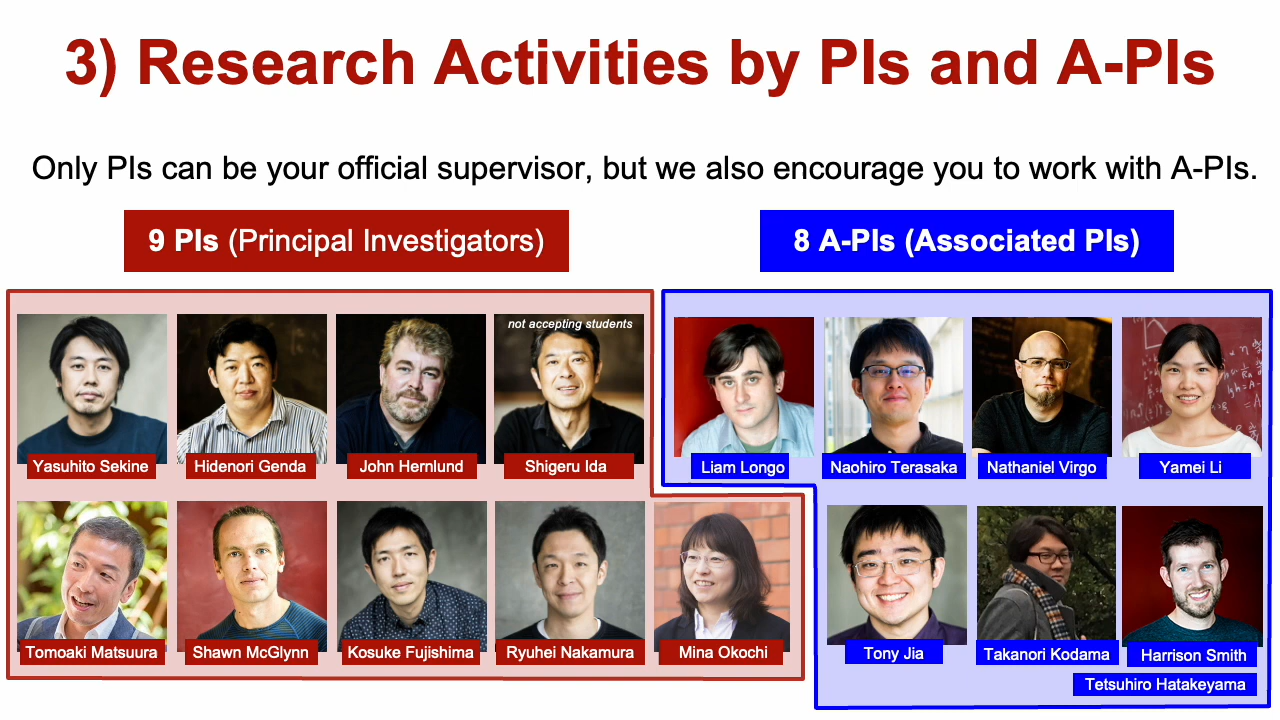 3) Research Activities by PIs and A-PIs
Only PIs can be your official supervisor, but we also encourage you to work with A-PIs.
9 PIs (Principal Investigators)
8 A-PIs (Associated PIs)
not accepting students
Yasuhito Sekine
Hidenori Genda
John Hernlund
Shigeru Ida
Tomoaki Matsuura
Shawn McGlynn
Kosuke Fujishima
Ryuhei Nakamura
Mina Okochi
Liam Longo
Naohiro Terasaka
Nathaniel Virgo
Yamei Li
Tony Jia
Takanori Kodama
Harrison Smith
Tetsuhiro Hatakeyama